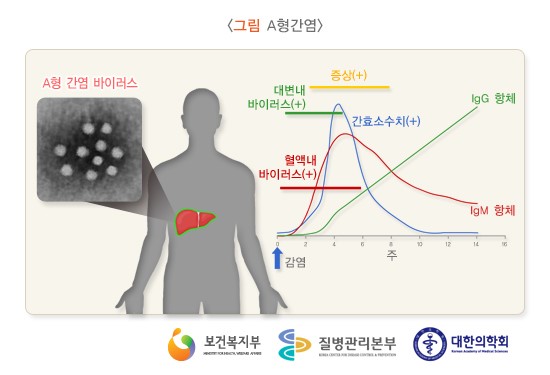 〈그림 A형간염〉
A형 간염 바이러스
증상(+)
대변내
바이러스(+)
간효소수치(+)
IgG 항체
혈액내
바이러스(+)
IgM 항체
0 2 4 6 8 10 12 14 16
감염
주
보건복지부
MINISTRY FOR HEALTH, WELFARE AFFAIRS
질병관리본부
KOREA CENTER FOR DISEASE CONTROL & PREVENTION
대한의학회
Korean Academy of Medical Sciences